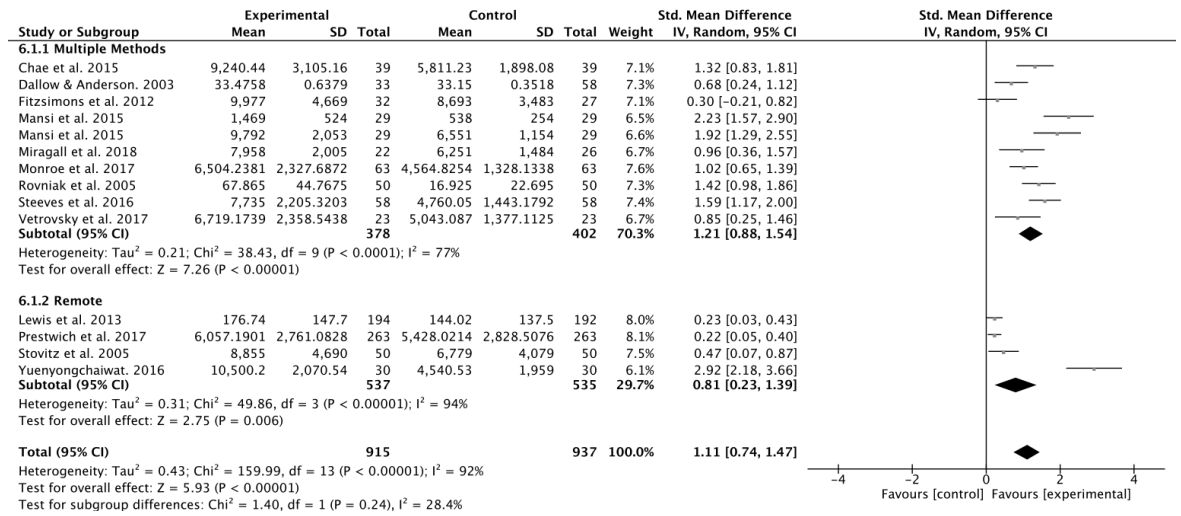 Experimental Control Std. Mean Difference Std. Mean Difference
Study or Subgroup Mean SD Total Mean SD Total Weight IV, Random, 95% CI IV, Random, 95% CI
6.1.1 Multiple Methods
Chae et al. 2015 9,240.44 3,105.16 39 5,811.23 1,898.08 39 7.1% 1.32 [0.83, 1.81]
Dallow & Anderson. 2003 33.4758 0.6379 33 33.15 0.3518 58 7.3% 0.68 [0.24, 1.12]
Fitzsimons et al. 2012 9,977 4,669 32 8,693 3,483 27 7.1% 0.30 [-0.21, 0.82]
Mansi et al. 2015 1,469 524 29 538 254 29 6.5% 2.23 [1.57, 2.90]
Mansi et al. 2015 9,792 2,053 29 6,551 1,154 29 6.6% 1.92 [1.29, 2.55]
Miragall et al. 2018 7,958 2,005 22 6,251 1,484 26 6.7% 0.96 [0.36, 1.57]
Monroe et al. 2017 6,504.2381 2,327.6872 63 4,564.8254 1,328.1338 63 7.6% 1.02 [0.65, 1.39]
Rovniak et al. 2005 67.865 44.7675 50 16.925 22.695 50 7.3% 1.42 [0.98, 1.86]
Steeves et al. 2016 7,735 2,205.3203 58 4,760.05 1,443.1792 58 7.4% 1.59 [1.17, 2.00]
Vetrovsky et al. 2017 6,719.1739 2,358.5438 23 5,043.087 1,377.1125 23 6.7% 0.85 [0.25, 1.46]
Subtotal (95% CI) 378 402 70.3% 1.21 [0.88, 1.54]
Heterogeneity: Tau² = 0.21; Chi² = 38.43, df = 9 (P < 0.0001); I² = 77%
Test for overall effect: Z = 7.26 (P < 0.00001)
6.1.2 Remote
Lewis et al. 2013 176.74 147.7 194 144.02 137.5 192 8.0% 0.23 [0.03, 0.43]
Prestwich et al. 2017 6,057.1901 2,761.0828 263 5,428.0214 2,828.5076 263 8.1% 0.22 [0.05, 0.40]
Stovitz et al. 2005 8,855 4,690 50 6,779 4,079 50 7.5% 0.47 [0.07, 0.87]
Yuenyongchaiwat. 2016 10,500.2 2,070.54 30 4,540.53 1,959 30 6.1% 2.92 [2.18, 3.66]
Subtotal (95% CI) 537 535 29.7% 0.81 [0.23, 1.39]
Heterogeneity: Tau² = 0.31; Chi² = 49.86, df = 3 (P < 0.00001); I² = 94%
Test for overall effect: Z = 2.75 (P = 0.006)
Total (95% CI) 915 937 100.0% 1.11 [0.74, 1.47]
Heterogeneity: Tau² = 0.43; Chi² = 159.99, df = 13 (P < 0.00001); I² = 92%
Test for overall effect: Z = 5.93 (P < 0.00001)
Test for subgroup differences: Chi² = 1.40, df = 1 (P = 0.24), I² = 28.4%
-4 -2 0 2 4
Favours [control] Favours [experimental]